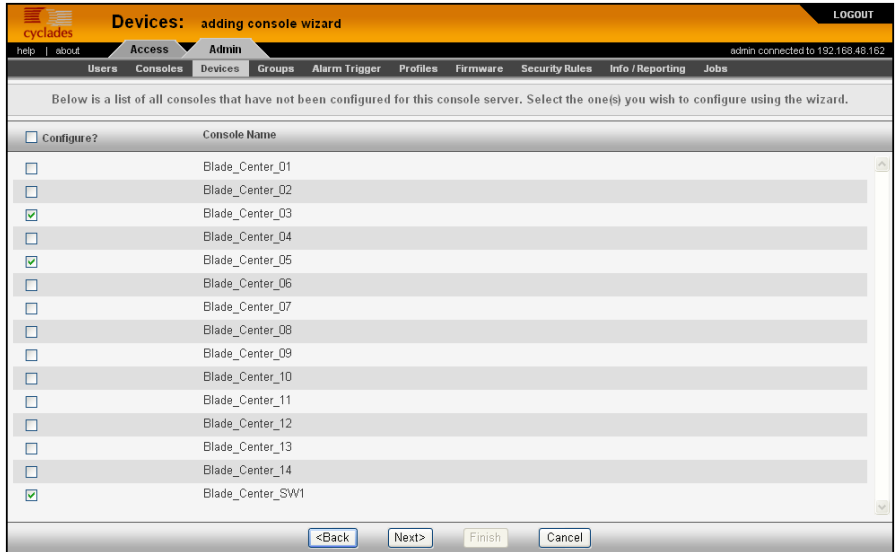 LOGOUT
Devices: adding console wizard
cyclades
help | about Access Admin admin connected to 192.168.48.162
Users Consoles Devices Groups Alarm Trigger Profiles Firmware Security Rules Info / Reporting Jobs
Below is a list of all consoles that have not been configured for this console server. Select the one(s) you wish to configure using the wizard.
Configure? Console Name
Blade_Center_01
Blade_Center_02
Blade_Center_03
Blade_Center_04
Blade_Center_05
Blade_Center_06
Blade_Center_07
Blade_Center_08
Blade_Center_09
Blade_Center_10
Blade_Center_11
Blade_Center_12
Blade_Center_13
Blade_Center_14
Blade_Center_SW1
<Back Next> Finish Cancel